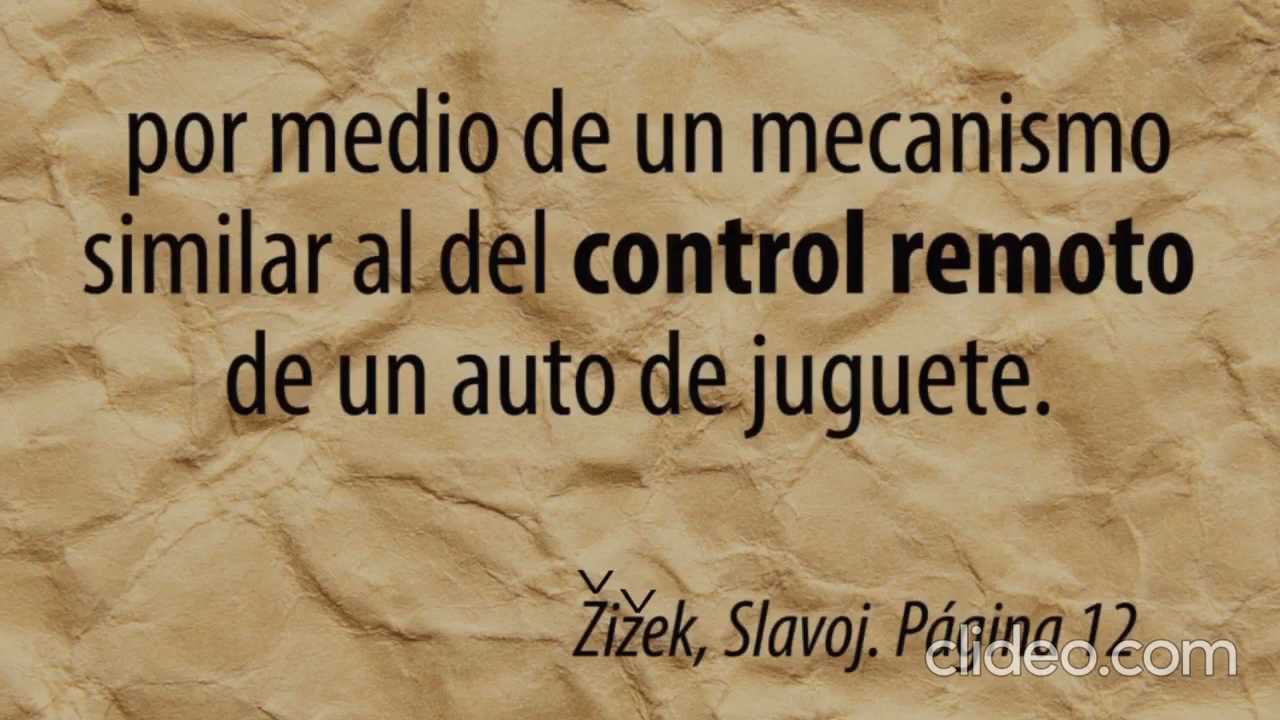 por medio de un mecanismo
similar al del control remoto
de un auto de juguete.
Žižek, Slavoj. Página 12
clideo.com